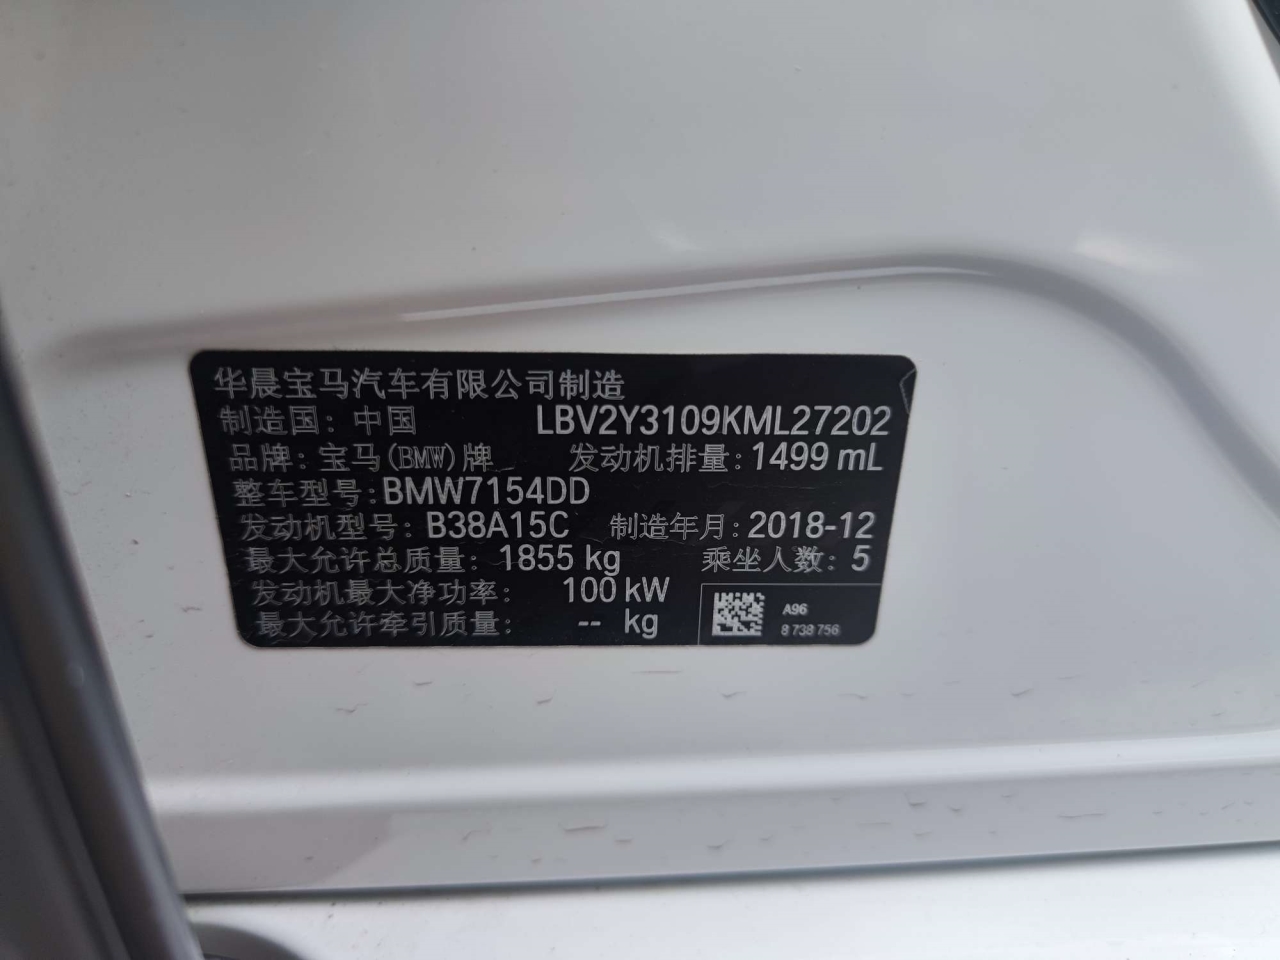 华晨宝马汽车有限公司制造
制造国: 中国 LBV2Y3109KML27202
品牌: 宝马(BMW)牌 发动机排量: 1499 mL
整车型号: BMW7154DD
发动机型号: B38A15C 制造年月: 2018-12
最大允许总质量: 1855 kg 乘坐人数: 5
发动机最大净功率: 100 kW
最大允许牵引质量: -- kg
A96
8 738 756